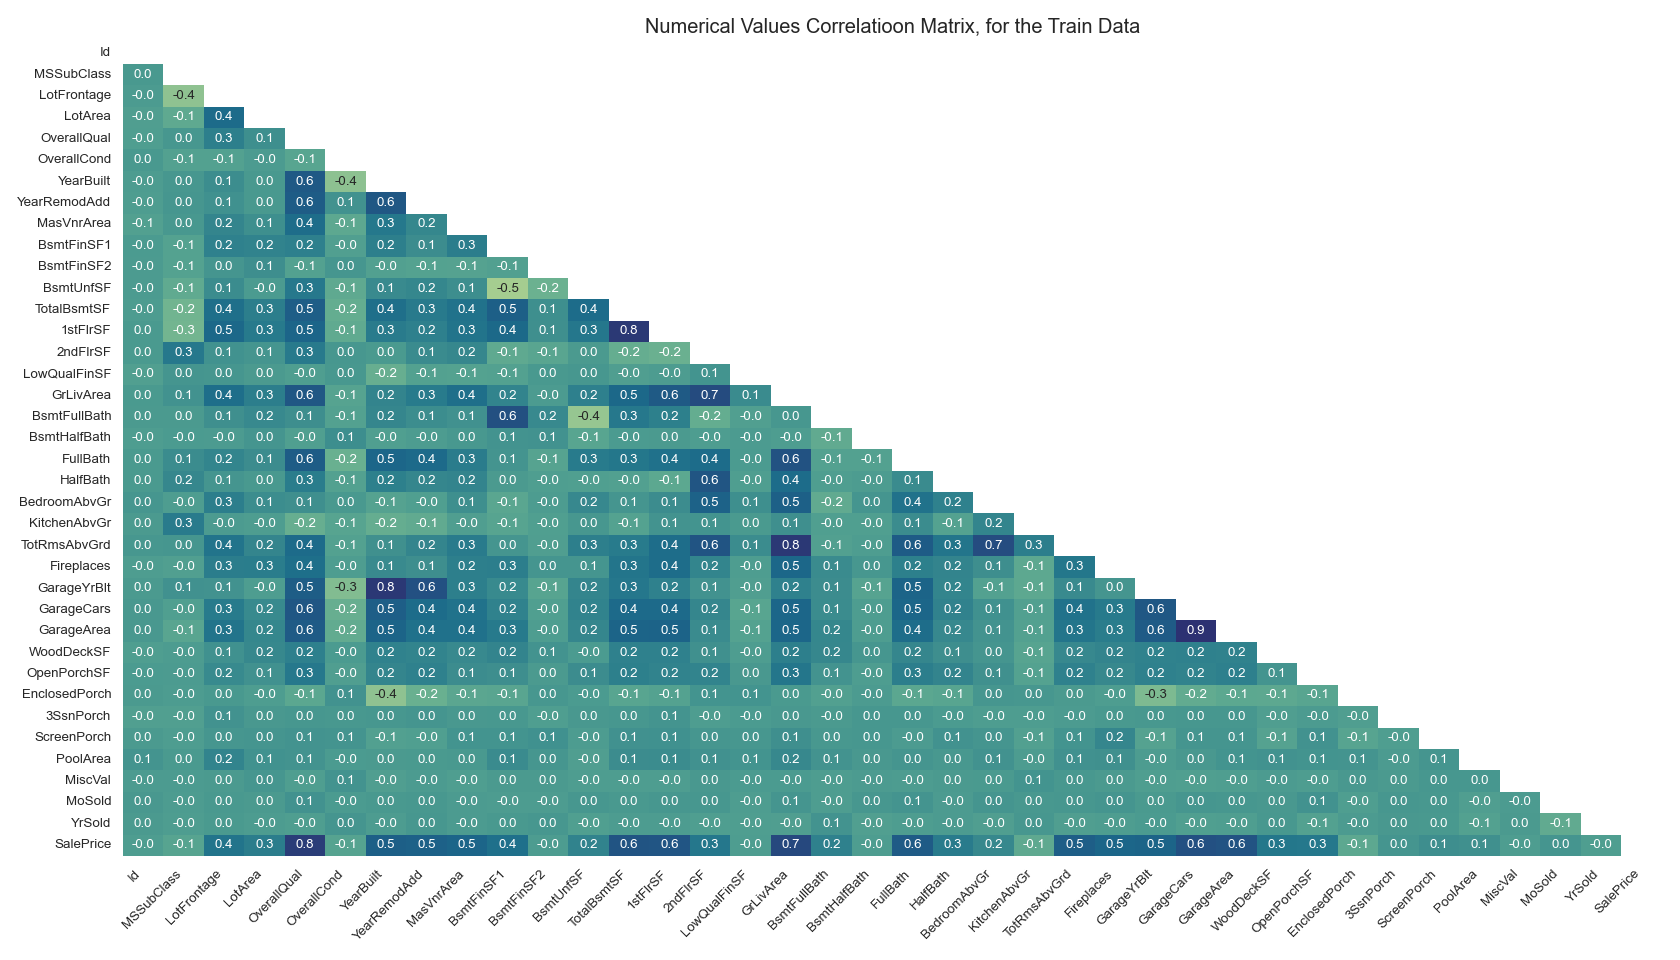 Numerical Values Correlatioon Matrix, for the Train Data
Id
MSSubClass 0.0
LotFrontage -0.0 -0.4
LotArea -0.0 -0.1 0.4
OverallQual -0.0 0.0 0.3 0.1
OverallCond 0.0 -0.1 -0.1 -0.0 -0.1
YearBuilt -0.0 0.0 0.1 0.0 0.6 -0.4
YearRemodAdd -0.0 0.0 0.1 0.0 0.6 0.1 0.6
MasVnrArea -0.1 0.0 0.2 0.1 0.4 -0.1 0.3 0.2
BsmtFinSF1 -0.0 -0.1 0.2 0.2 0.2 -0.0 0.2 0.1 0.3
BsmtFinSF2 -0.0 -0.1 0.0 0.1 -0.1 0.0 -0.0 -0.1 -0.1 -0.1
BsmtUnfSF -0.0 -0.1 0.1 -0.0 0.3 -0.1 0.1 0.2 0.1 -0.5 -0.2
TotalBsmtSF -0.0 -0.2 0.4 0.3 0.5 -0.2 0.4 0.3 0.4 0.5 0.1 0.4
1stFlrSF 0.0 -0.3 0.5 0.3 0.5 -0.1 0.3 0.2 0.3 0.4 0.1 0.3 0.8
2ndFlrSF 0.0 0.3 0.1 0.1 0.3 0.0 0.0 0.1 0.2 -0.1 -0.1 0.0 -0.2 -0.2
LowQualFinSF -0.0 0.0 0.0 0.0 -0.0 0.0 -0.2 -0.1 -0.1 -0.1 0.0 0.0 -0.0 -0.0 0.1
GrLivArea 0.0 0.1 0.4 0.3 0.6 -0.1 0.2 0.3 0.4 0.2 -0.0 0.2 0.5 0.6 0.7 0.1
BsmtFullBath 0.0 0.0 0.1 0.2 0.1 -0.1 0.2 0.1 0.1 0.6 0.2 -0.4 0.3 0.2 -0.2 -0.0 0.0
BsmtHalfBath -0.0 -0.0 -0.0 0.0 -0.0 0.1 -0.0 -0.0 0.0 0.1 0.1 -0.1 -0.0 0.0 -0.0 -0.0 -0.0 -0.1
FullBath 0.0 0.1 0.2 0.1 0.6 -0.2 0.5 0.4 0.3 0.1 -0.1 0.3 0.3 0.4 0.4 -0.0 0.6 -0.1 -0.1
HalfBath 0.0 0.2 0.1 0.0 0.3 -0.1 0.2 0.2 0.2 0.0 -0.0 -0.0 -0.0 -0.1 0.6 -0.0 0.4 -0.0 -0.0 0.1
BedroomAbvGr 0.0 -0.0 0.3 0.1 0.1 0.0 -0.1 -0.0 0.1 -0.1 -0.0 0.2 0.1 0.1 0.5 0.1 0.5 -0.2 0.0 0.4 0.2
KitchenAbvGr 0.0 0.3 -0.0 -0.0 -0.2 -0.1 -0.2 -0.1 -0.0 -0.1 -0.0 0.0 -0.1 0.1 0.1 0.0 0.1 -0.0 -0.0 0.1 -0.1 0.2
TotRmsAbvGrd 0.0 0.0 0.4 0.2 0.4 -0.1 0.1 0.2 0.3 0.0 -0.0 0.3 0.3 0.4 0.6 0.1 0.8 -0.1 -0.0 0.6 0.3 0.7 0.3
Fireplaces -0.0 -0.0 0.3 0.3 0.4 -0.0 0.1 0.1 0.2 0.3 0.0 0.1 0.3 0.4 0.2 -0.0 0.5 0.1 0.0 0.2 0.2 0.1 -0.1 0.3
GarageYrBlt 0.0 0.1 0.1 -0.0 0.5 -0.3 0.8 0.6 0.3 0.2 -0.1 0.2 0.3 0.2 0.1 -0.0 0.2 0.1 -0.1 0.5 0.2 -0.1 -0.1 0.1 0.0
GarageCars 0.0 -0.0 0.3 0.2 0.6 -0.2 0.5 0.4 0.4 0.2 -0.0 0.2 0.4 0.4 0.2 -0.1 0.5 0.1 -0.0 0.5 0.2 0.1 -0.1 0.4 0.3 0.6
GarageArea 0.0 -0.1 0.3 0.2 0.6 -0.2 0.5 0.4 0.4 0.3 -0.0 0.2 0.5 0.5 0.1 -0.1 0.5 0.2 -0.0 0.4 0.2 0.1 -0.1 0.3 0.3 0.6 0.9
WoodDeckSF -0.0 -0.0 0.1 0.2 0.2 -0.0 0.2 0.2 0.2 0.2 0.1 -0.0 0.2 0.2 0.1 -0.0 0.2 0.2 0.0 0.2 0.1 0.0 -0.1 0.2 0.2 0.2 0.2 0.2
OpenPorchSF -0.0 -0.0 0.2 0.1 0.3 -0.0 0.2 0.2 0.1 0.1 0.0 0.1 0.2 0.2 0.2 0.0 0.3 0.1 -0.0 0.3 0.2 0.1 -0.1 0.2 0.2 0.2 0.2 0.2 0.1
EnclosedPorch 0.0 -0.0 0.0 -0.0 -0.1 0.1 -0.4 -0.2 -0.1 -0.1 0.0 -0.0 -0.1 -0.1 0.1 0.1 0.0 -0.0 -0.0 -0.1 -0.1 0.0 0.0 0.0 -0.0 -0.3 -0.2 -0.1 -0.1 -0.1
3SsnPorch -0.0 -0.0 0.1 0.0 0.0 0.0 0.0 0.0 0.0 0.0 -0.0 0.0 0.0 0.1 -0.0 -0.0 0.0 -0.0 0.0 0.0 -0.0 -0.0 -0.0 -0.0 0.0 0.0 0.0 0.0 -0.0 -0.0 -0.0
ScreenPorch 0.0 -0.0 0.0 0.0 0.1 0.1 -0.1 -0.0 0.1 0.1 0.1 -0.0 0.1 0.1 0.0 0.0 0.1 0.0 0.0 -0.0 0.1 0.0 -0.1 0.1 0.2 -0.1 0.1 0.1 -0.1 0.1 -0.1 -0.0
PoolArea 0.1 0.0 0.2 0.1 0.1 -0.0 0.0 0.0 0.0 0.1 0.0 -0.0 0.1 0.1 0.1 0.1 0.2 0.1 0.0 0.0 0.0 0.1 -0.0 0.1 0.1 -0.0 0.0 0.1 0.1 0.1 0.1 -0.0 0.1
MiscVal -0.0 -0.0 0.0 0.0 -0.0 0.1 -0.0 -0.0 -0.0 0.0 0.0 -0.0 -0.0 -0.0 0.0 -0.0 -0.0 -0.0 -0.0 -0.0 0.0 0.0 0.1 0.0 0.0 -0.0 -0.0 -0.0 -0.0 -0.0 0.0 0.0 0.0 0.0
MoSold 0.0 -0.0 0.0 0.0 0.1 -0.0 0.0 0.0 -0.0 -0.0 -0.0 0.0 0.0 0.0 0.0 -0.0 0.1 -0.0 0.0 0.1 -0.0 0.0 0.0 0.0 0.0 0.0 0.0 0.0 0.0 0.1 -0.0 0.0 0.0 -0.0 -0.0
YrSold 0.0 -0.0 0.0 -0.0 -0.0 0.0 -0.0 0.0 -0.0 0.0 0.0 -0.0 -0.0 -0.0 -0.0 -0.0 -0.0 0.1 -0.0 -0.0 -0.0 -0.0 0.0 -0.0 -0.0 -0.0 -0.0 -0.0 0.0 -0.1 -0.0 0.0 0.0 -0.1 0.0 -0.1
SalePrice -0.0 -0.1 0.4 0.3 0.8 -0.1 0.5 0.5 0.5 0.4 -0.0 0.2 0.6 0.6 0.3 -0.0 0.7 0.2 -0.0 0.6 0.3 0.2 -0.1 0.5 0.5 0.5 0.6 0.6 0.3 0.3 -0.1 0.0 0.1 0.1 -0.0 0.0 -0.0
Id MSSubClass LotFrontage LotArea OverallQual OverallCond YearBuilt YearRemodAdd MasVnrArea BsmtFinSF1 BsmtFinSF2 BsmtUnfSF TotalBsmtSF 1stFlrSF 2ndFlrSF LowQualFinSF GrLivArea BsmtFullBath BsmtHalfBath FullBath HalfBath BedroomAbvGr KitchenAbvGr TotRmsAbvGrd Fireplaces GarageYrBlt GarageCars GarageArea WoodDeckSF OpenPorchSF EnclosedPorch 3SsnPorch ScreenPorch PoolArea MiscVal MoSold YrSold SalePrice